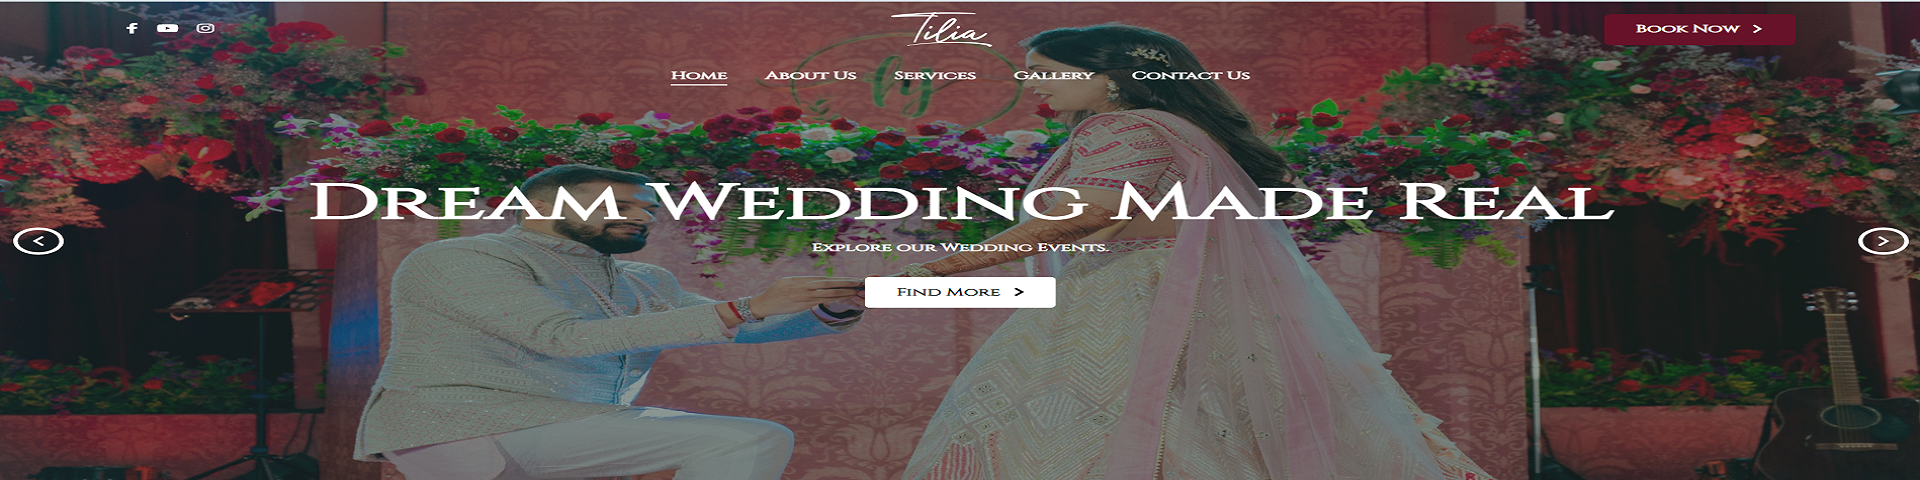 Tilia
Book Now
Home About Us Services Gallery Contact Us
Dream Wedding Made Real
Explore our Wedding Events.
Find More